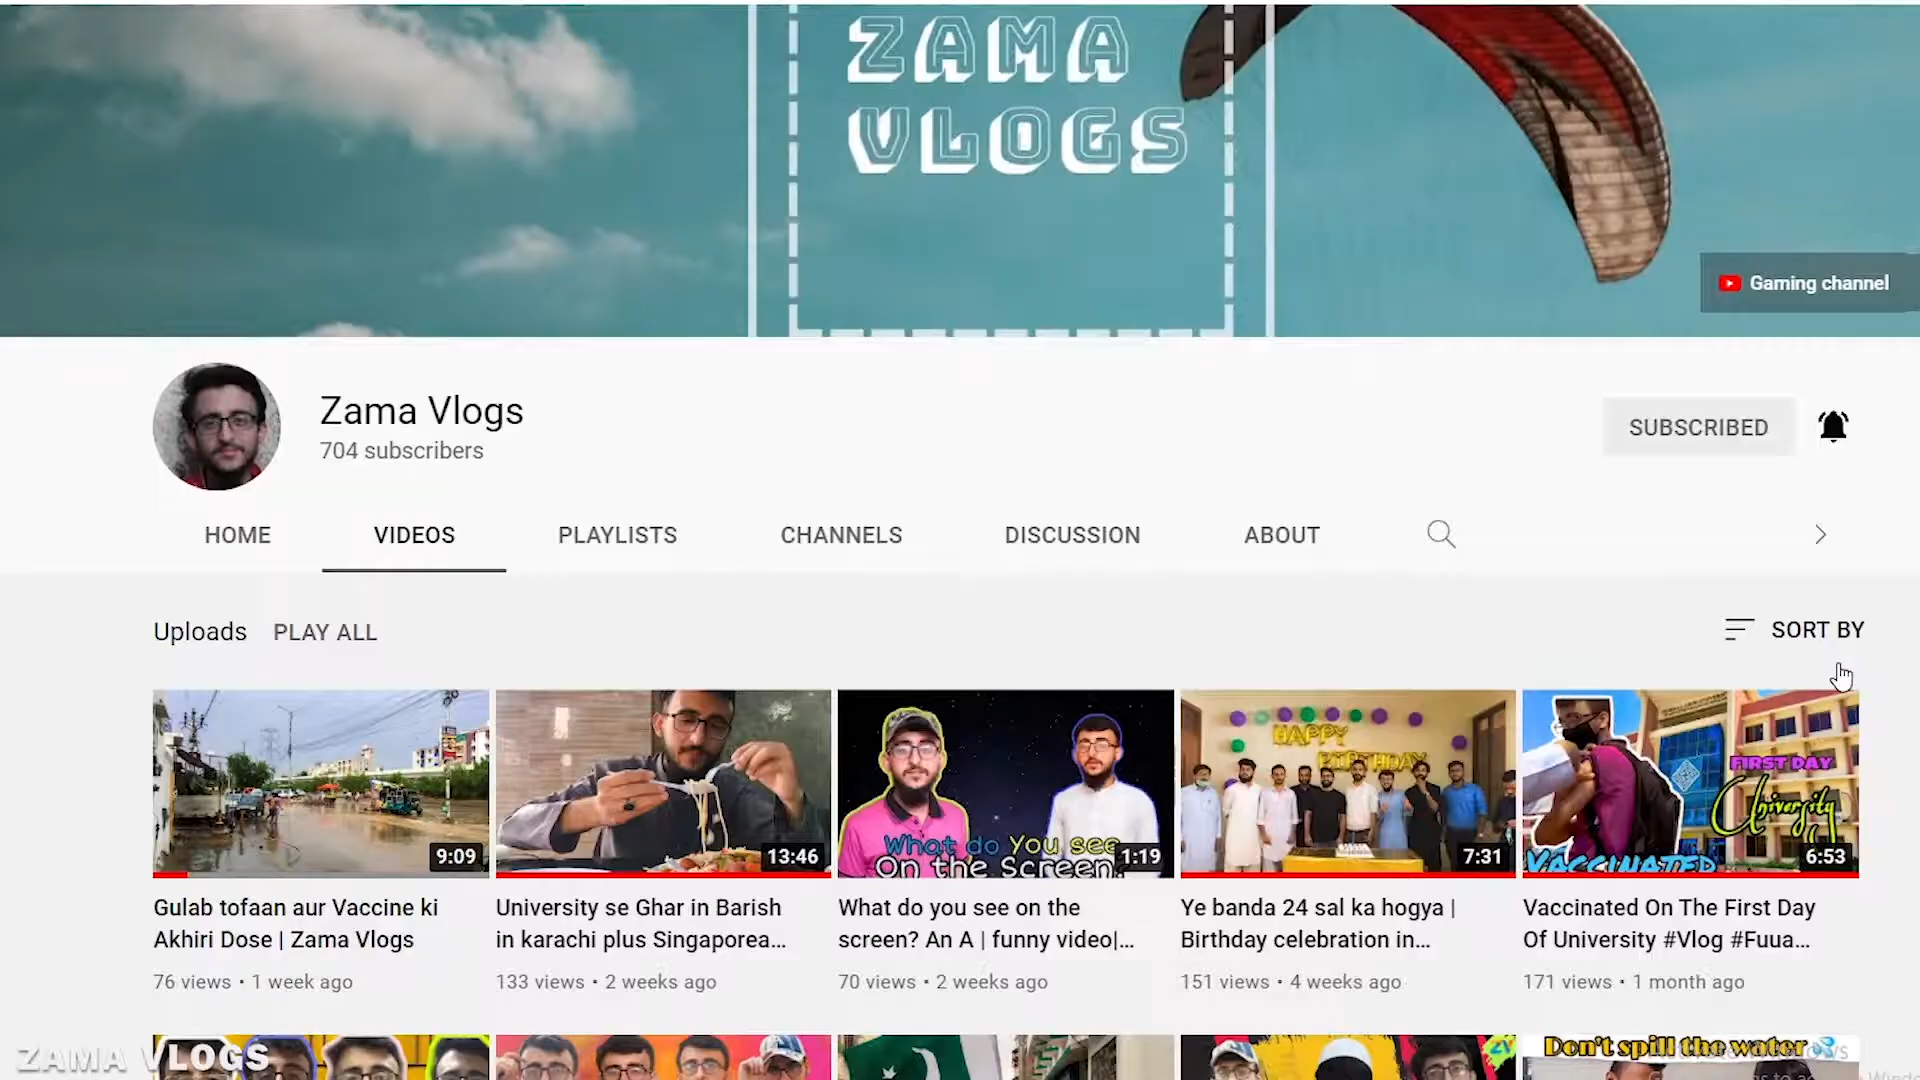 ZAMA
VLOGS
Gaming channel
Zama Vlogs
704 subscribers
SUBSCRIBED
HOME
VIDEOS
PLAYLISTS
CHANNELS
DISCUSSION
ABOUT
Uploads
PLAY ALL
SORT BY
9:09
13:46
What do You see
On the Screen?
1:19
HAPPY
BIRTHDAY
7:31
FIRST DAY
University
VACCINATED
6:53
Gulab tofaan aur Vaccine ki
Akhiri Dose | Zama Vlogs
76 views • 1 week ago
University se Ghar in Barish
in karachi plus Singaporea...
133 views • 2 weeks ago
What do you see on the
screen? An A | funny video|...
70 views • 2 weeks ago
Ye banda 24 sal ka hogya |
Birthday celebration in...
151 views • 4 weeks ago
Vaccinated On The First Day
Of University #Vlog #Fuua...
171 views • 1 month ago
ZAMA VLOGS
Don't spill the water